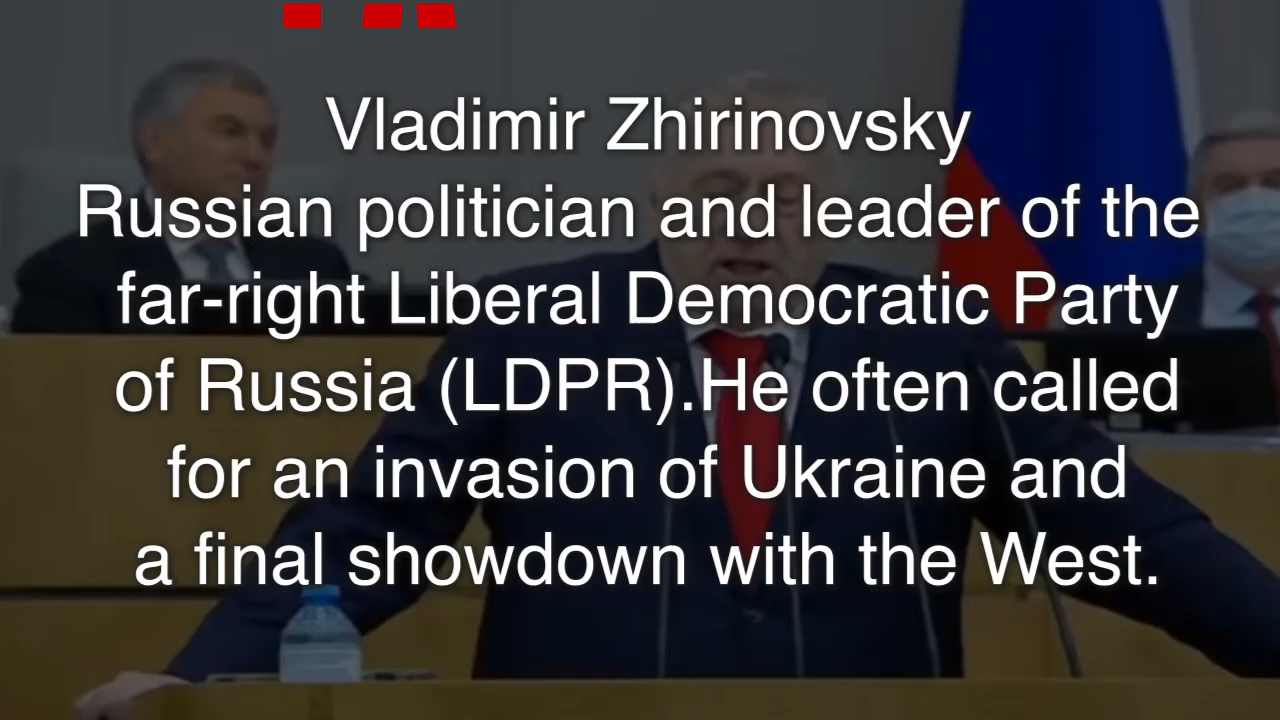 Vladimir Zhirinovsky
Russian politician and leader of the
far-right Liberal Democratic Party
of Russia (LDPR).He often called
for an invasion of Ukraine and
a final showdown with the West.